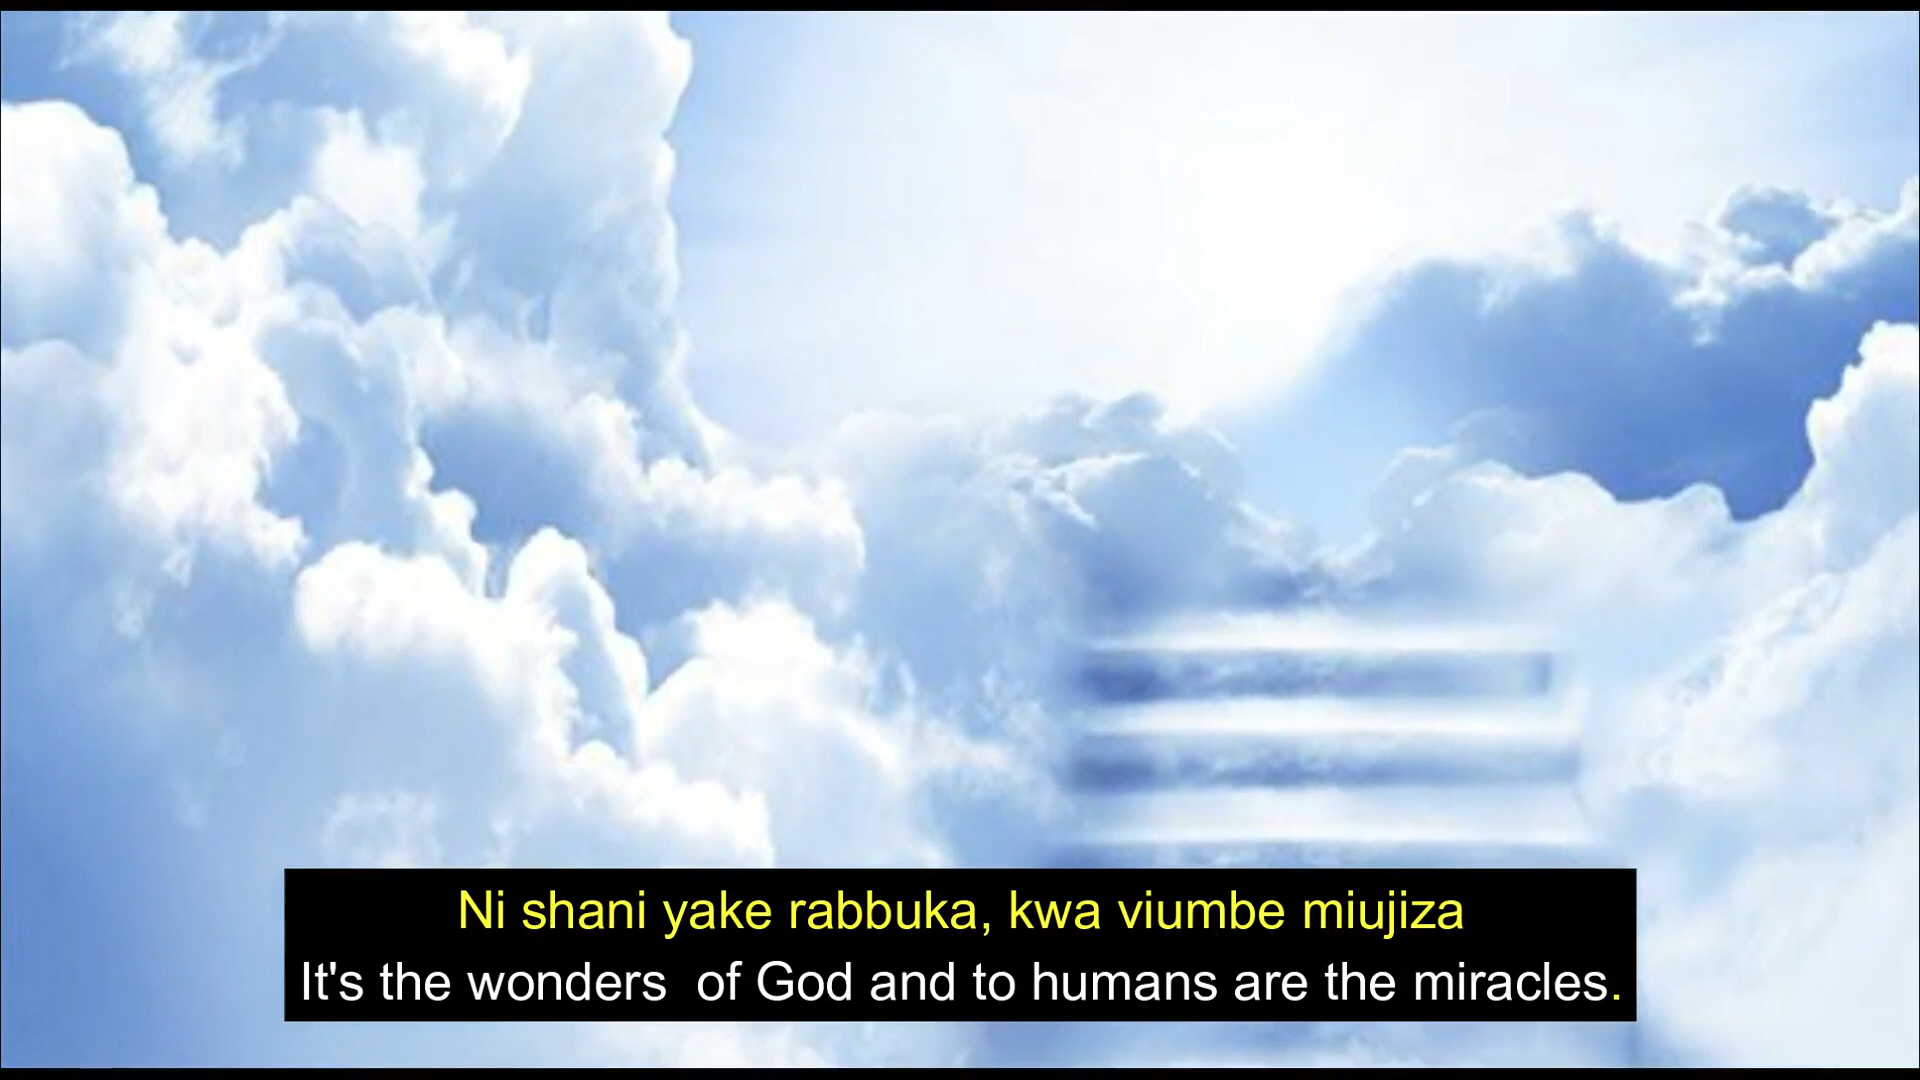 Ni shani yake rabbuka, kwa viumbe miujiza
It's the wonders  of God and to humans are the miracles.